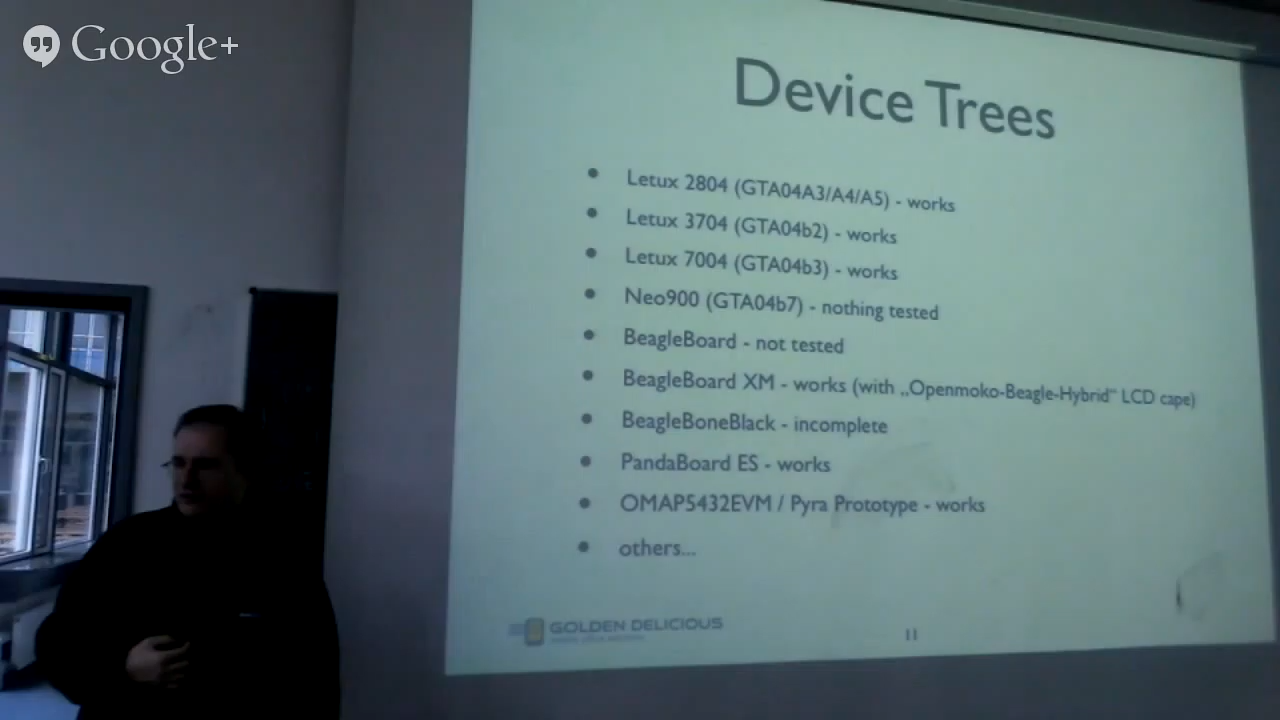 Google+
Device Trees
• Letux 2804 (GTA04A3/A4/A5) - works
• Letux 3704 (GTA04b2) - works
• Letux 7004 (GTA04b3) - works
• Neo900 (GTA04b7) - nothing tested
• BeagleBoard - not tested
• BeagleBoard XM - works (with „Openmoko-Beagle-Hybrid“ LCD cape)
• BeagleBoneBlack - incomplete
• PandaBoard ES - works
• OMAP5432EVM / Pyra Prototype - works
• others...
GOLDEN DELICIOUS
11